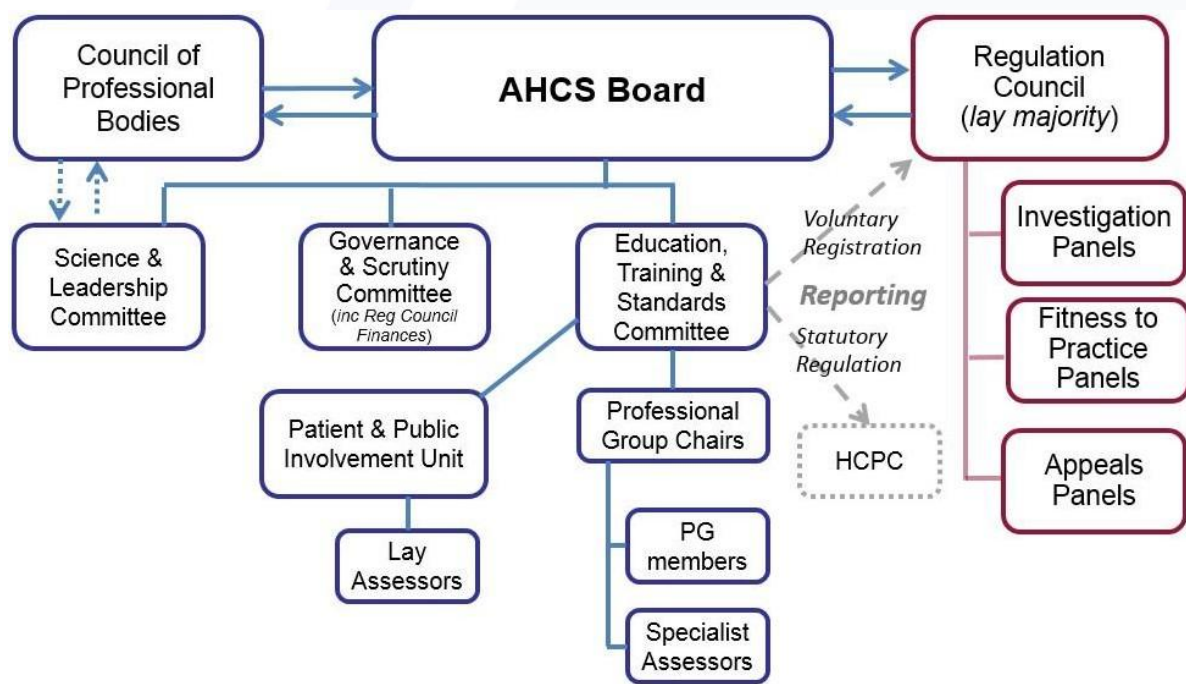 Council of
Professional
Bodies
AHCS Board
Regulation
Council
(lay majority)
Science &
Leadership
Committee
Governance
& Scrutiny
Committee
(inc Reg Council
Finances)
Education,
Training &
Standards
Committee
Voluntary
Registration
Reporting
Statutory
Regulation
Investigation
Panels
Fitness to
Practice
Panels
Appeals
Panels
Patient & Public
Involvement Unit
Professional
Group Chairs
HCPC
Lay
Assessors
PG
members
Specialist
Assessors